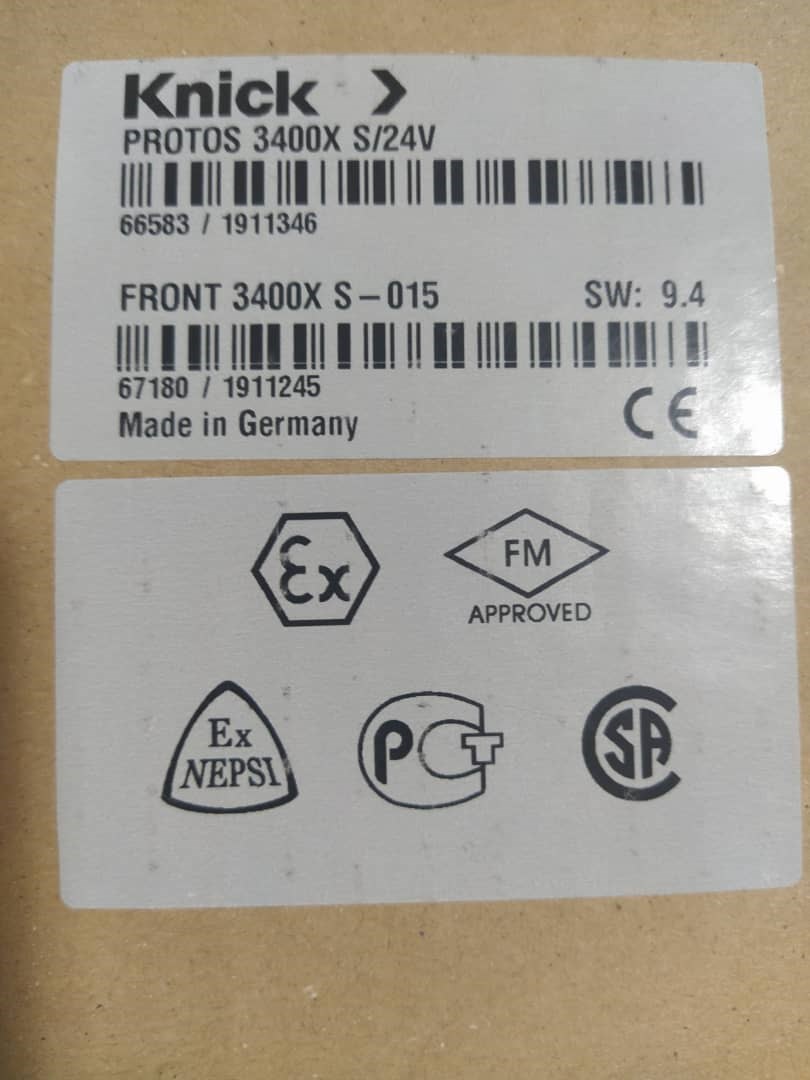 Knick >
PROTOS 3400X S/24V
66583 / 1911346
FRONT 3400X S-015 SW: 9.4
67180 / 1911245
Made in Germany CE
Ex FM
APPROVED
Ex NEPSI PCT CSA